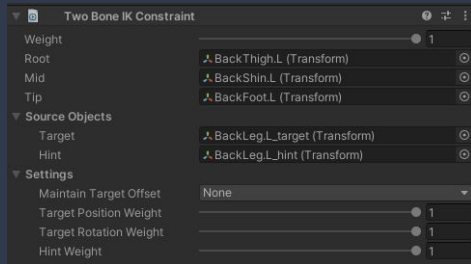 Two Bone IK Constraint
Weight 1
Root BackThigh.L (Transform)
Mid BackShin.L (Transform)
Tip BackFoot.L (Transform)
Source Objects
Target BackLeg.L_target (Transform)
Hint BackLeg.L_hint (Transform)
Settings
Maintain Target Offset None
Target Position Weight 1
Target Rotation Weight 1
Hint Weight 1